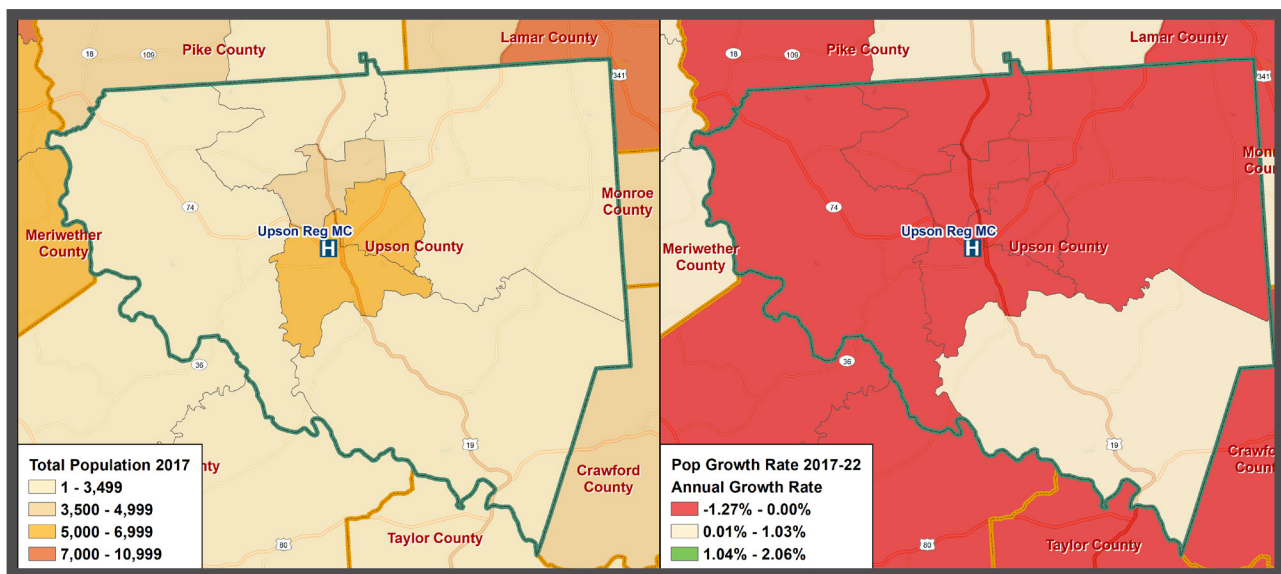 Pike County
Lamar County
18
109
341
74
Monroe
County
Upson Reg MC
H
Upson County
Meriwether
County
36
19
Crawford
County
80
Taylor County
Total Population 2017
1 - 3,499
3,500 - 4,999
5,000 - 6,999
7,000 - 10,999
Pike County
Lamar County
18
109
341
74
Upson Reg MC
H
Upson County
Meriwether
County
36
19
80
Taylor County
Pop Growth Rate 2017-22
Annual Growth Rate
-1.27% - 0.00%
0.01% - 1.03%
1.04% - 2.06%